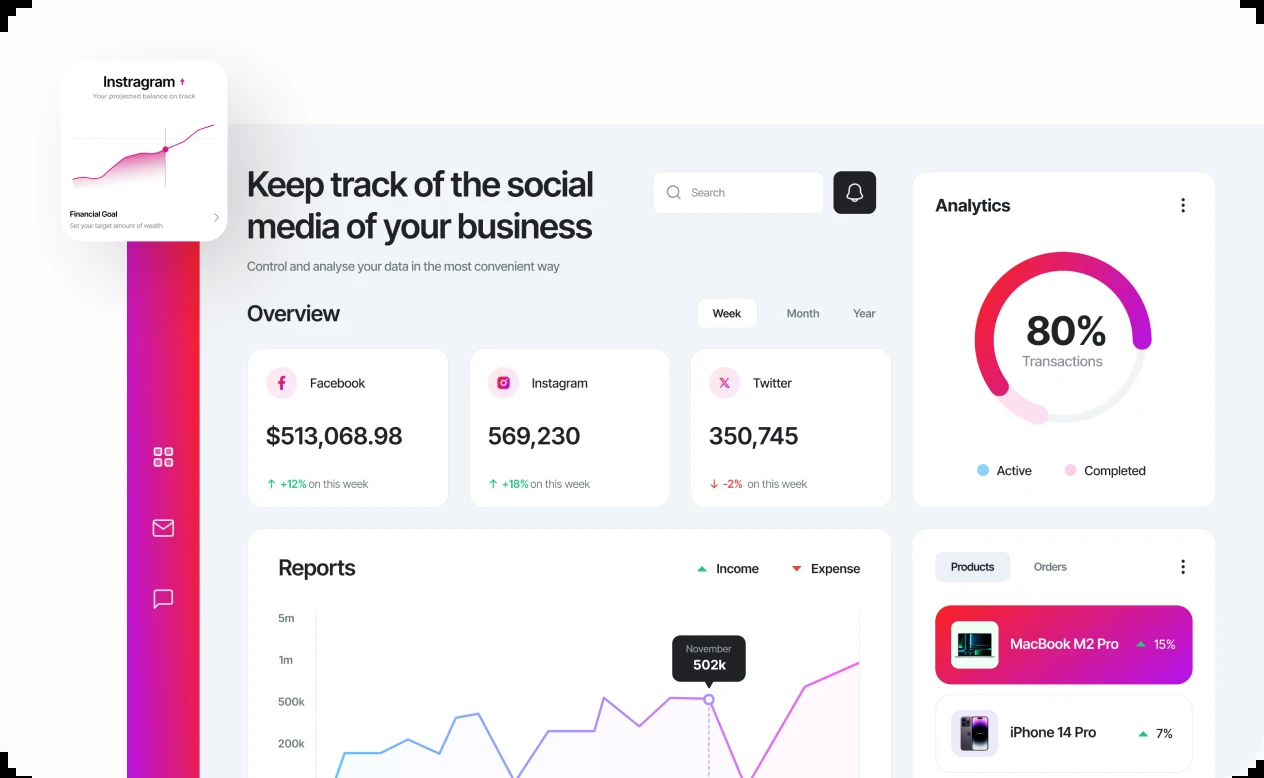 Instragram
Your projected balance on track
Financial Goal
Set your target amount of wealth
Keep track of the social
media of your business
Control and analyse your data in the most convenient way
Search
Overview
Week Month Year
Facebook
$513,068.98
+12% on this week
Instagram
569,230
+18% on this week
Twitter
350,745
-2% on this week
Analytics
80%
Transactions
Active Completed
Reports
Income Expense
5m
1m
500k
200k
November
502k
Products Orders
MacBook M2 Pro 15%
iPhone 14 Pro 7%